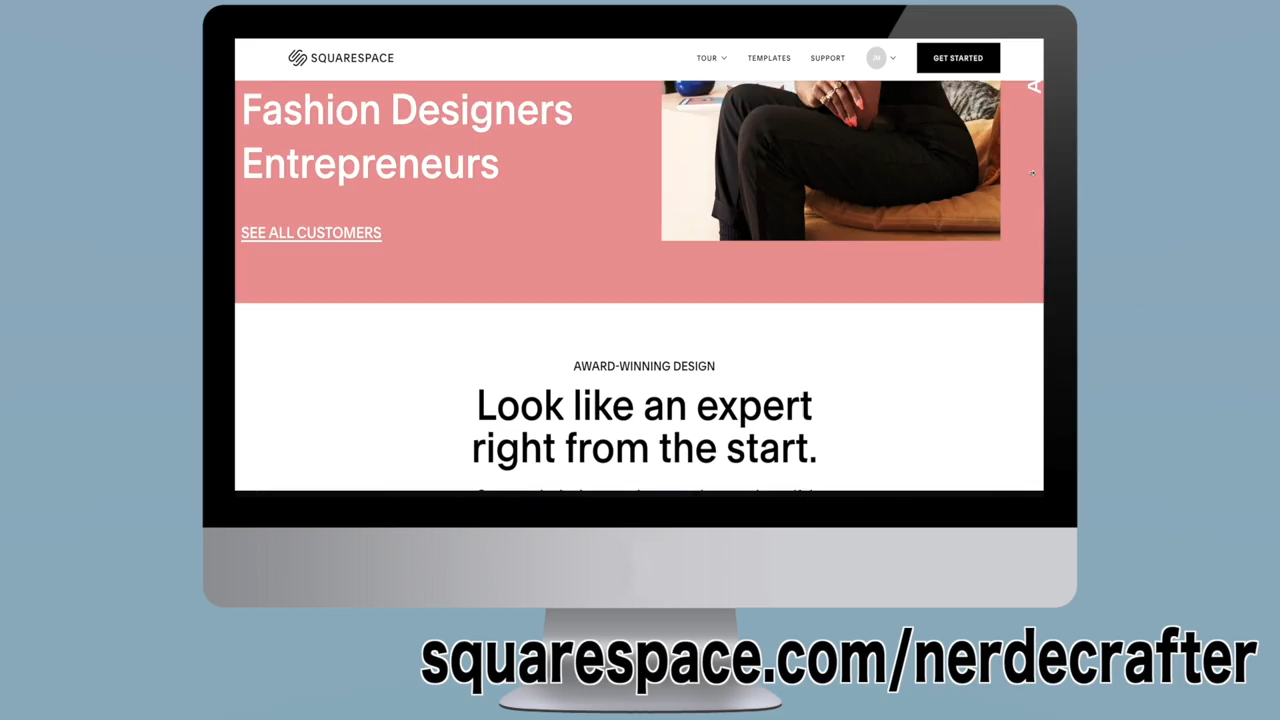 SQUARESPACE
TOUR
TEMPLATES
SUPPORT
JM
GET STARTED
Fashion Designers
Entrepreneurs
SEE ALL CUSTOMERS
A
AWARD-WINNING DESIGN
Look like an expert
right from the start.
squarespace.com/nerdecrafter